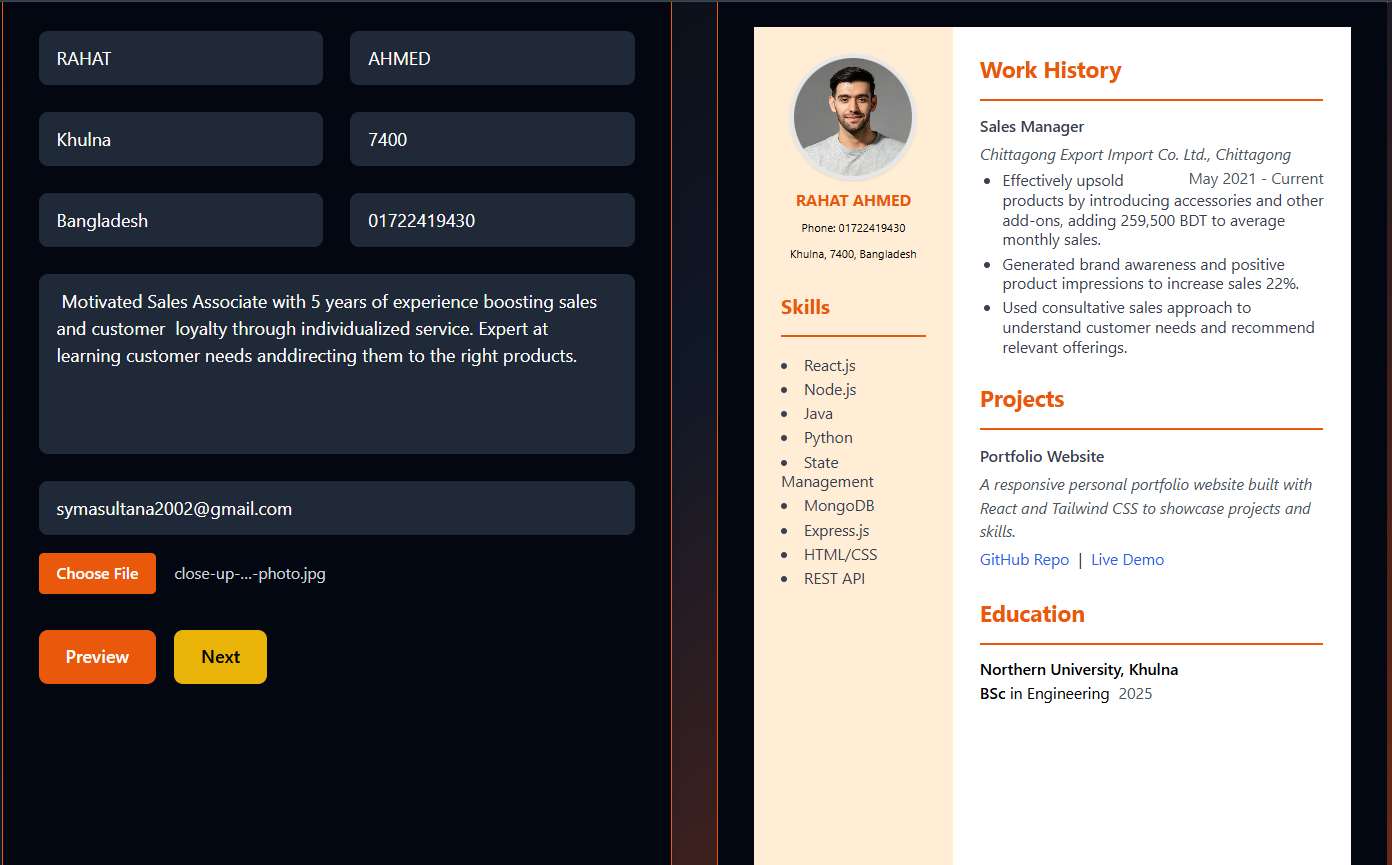 RAHAT
AHMED
Khulna
7400
Bangladesh
01722419430
Motivated Sales Associate with 5 years of experience boosting sales
and customer  loyalty through individualized service. Expert at
learning customer needs anddirecting them to the right products.
symasultana2002@gmail.com
Choose File
close-up-...-photo.jpg
Preview
Next
RAHAT AHMED
Phone: 01722419430
Khulna, 7400, Bangladesh
Skills
• React.js
• Node.js
• Java
• Python
• State
Management
• MongoDB
• Express.js
• HTML/CSS
• REST API
Work History
Sales Manager
Chittagong Export Import Co. Ltd., Chittagong
May 2021 - Current
• Effectively upsold
products by introducing accessories and other
add-ons, adding 259,500 BDT to average
monthly sales.
• Generated brand awareness and positive
product impressions to increase sales 22%.
• Used consultative sales approach to
understand customer needs and recommend
relevant offerings.
Projects
Portfolio Website
A responsive personal portfolio website built with
React and Tailwind CSS to showcase projects and
skills.
GitHub Repo | Live Demo
Education
Northern University, Khulna
BSc in Engineering 2025